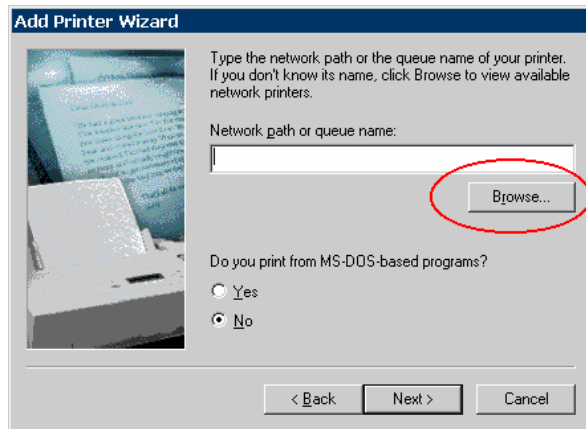 Add Printer Wizard
Type the network path or the queue name of your printer.
If you don't know its name, click Browse to view available
network printers.
Network path or queue name:
Browse...
Do you print from MS-DOS-based programs?
Yes
No
< Back
Next >
Cancel